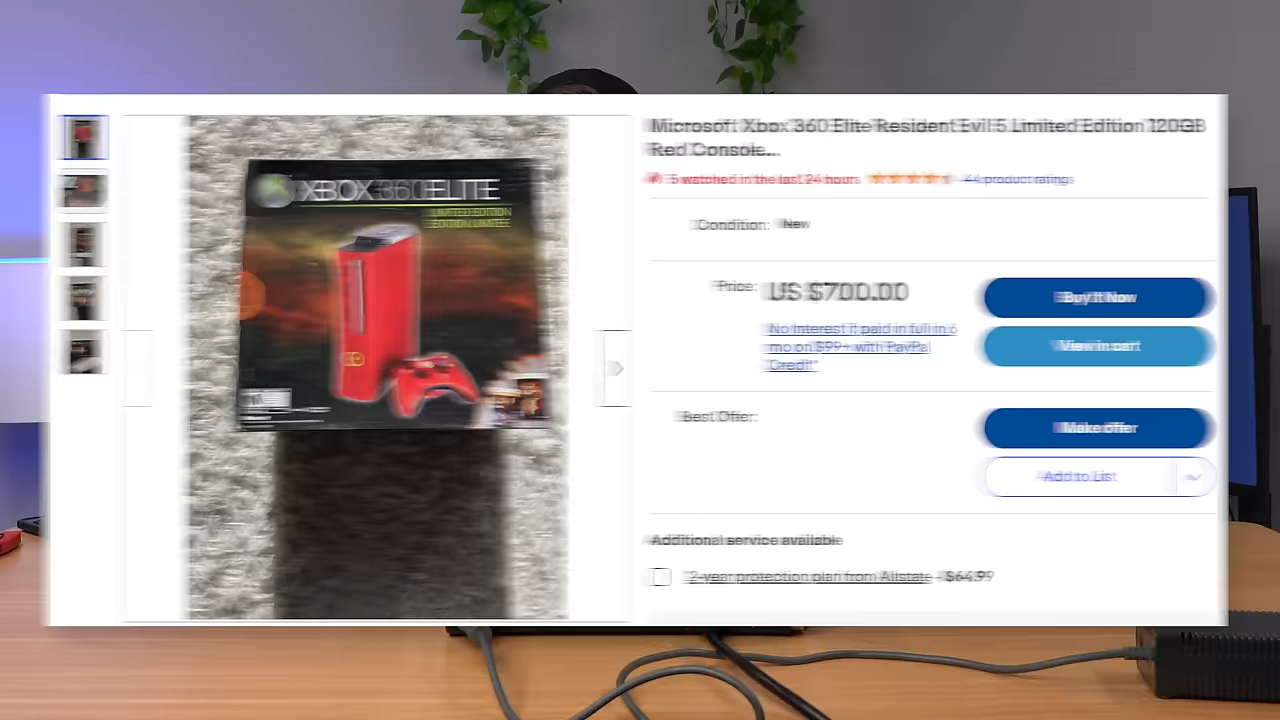 Microsoft Xbox 360 Elite Resident Evil 5 Limited Edition 120GB
Red Console...
5 watched in the last 24 hours
44 product ratings
Condition: New
Price: US $700.00
Buy It Now
No Interest if paid in full in 6
mo on $99+ with PayPal
Credit*
View in cart
Best Offer:
Make offer
Add to List
Additional service available
2-year protection plan from Allstate - $64.99
XBOX 360 ELITE
LIMITED EDITION
ÉDITION LIMITÉE